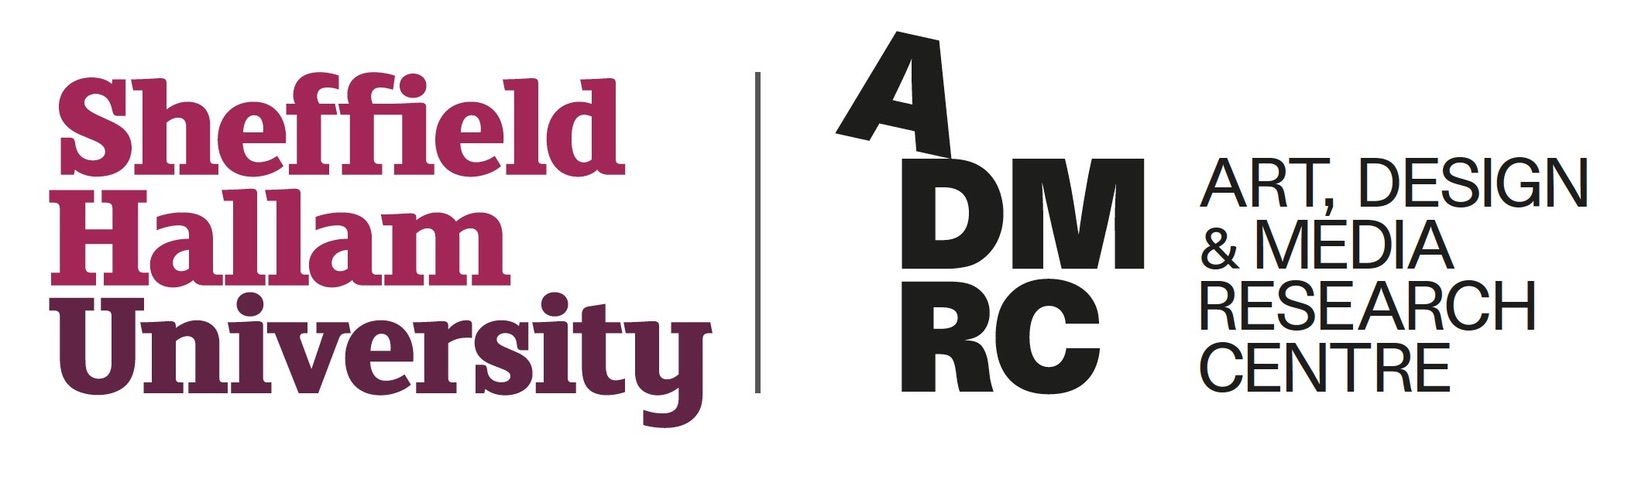 Sheffield
Hallam
University
A
DM
RC
ART, DESIGN
& MEDIA
RESEARCH
CENTRE